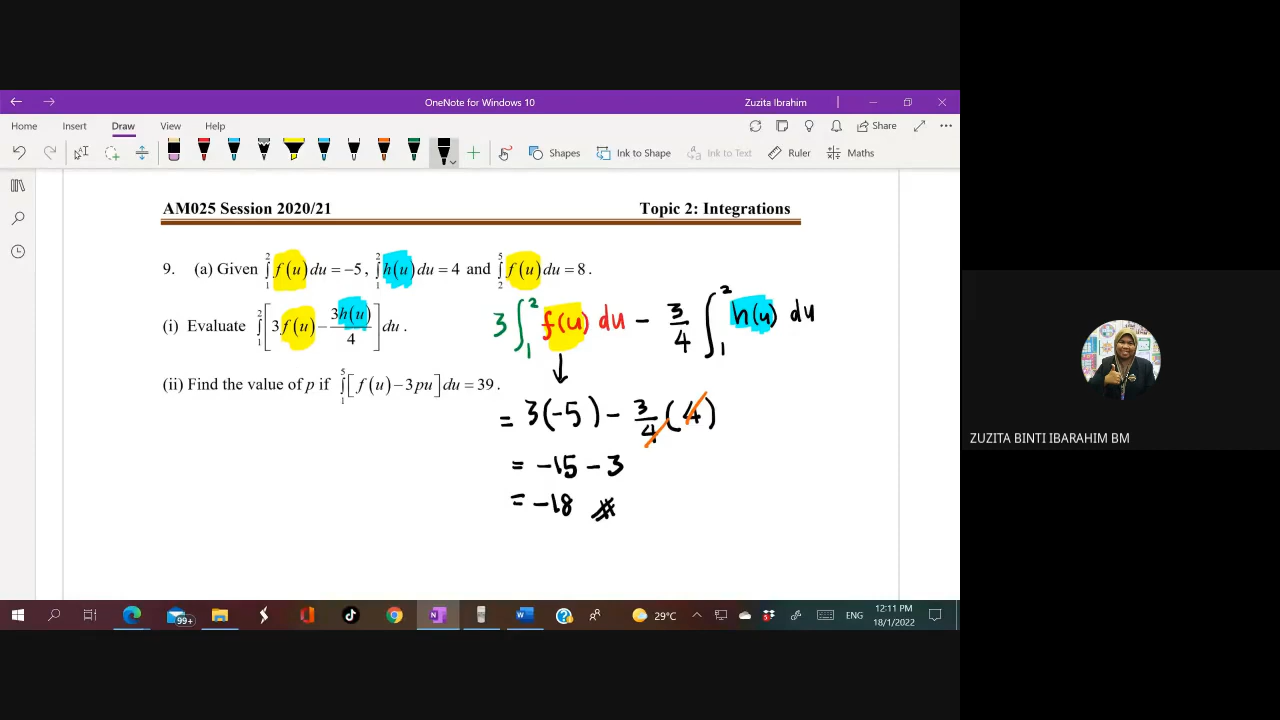 OneNote for Windows 10
Zuzita Ibrahim
Home Insert Draw View Help
Share
Shapes Ink to Shape Ink to Text Ruler Maths
AM025 Session 2020/21 Topic 2: Integrations
9. (a) Given ∫₁² f(u)du = −5, ∫₁² h(u)du = 4 and ∫₂⁵ f(u)du = 8.
(i) Evaluate ∫₁² [3f(u) − 3h(u)/4] du.
3 ∫₁² f(u) du − 3/4 ∫₁² h(u) du
(ii) Find the value of p if ∫₁⁵ [f(u) − 3pu] du = 39.
= 3(-5) − 3/4 (4)
= -15 - 3
= -18
ZUZITA BINTI IBARAHIM BM
99+
29°C
ENG
12:11 PM
18/1/2022